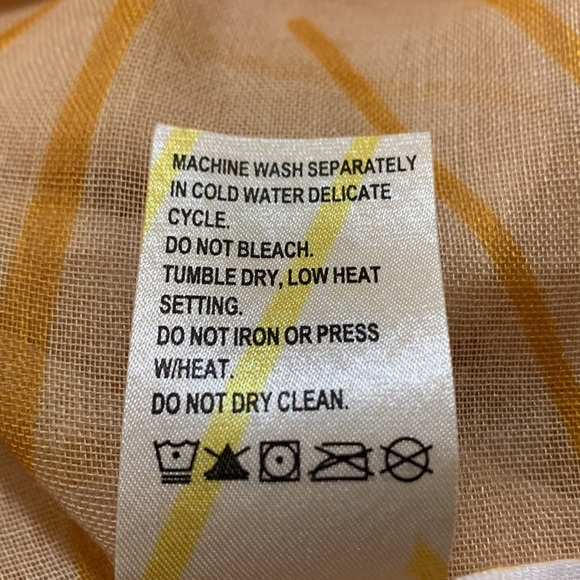 MACHINE WASH SEPARATELY
IN COLD WATER DELICATE
CYCLE.
DO NOT BLEACH.
TUMBLE DRY, LOW HEAT
SETTING.
DO NOT IRON OR PRESS
W/HEAT.
DO NOT DRY CLEAN.